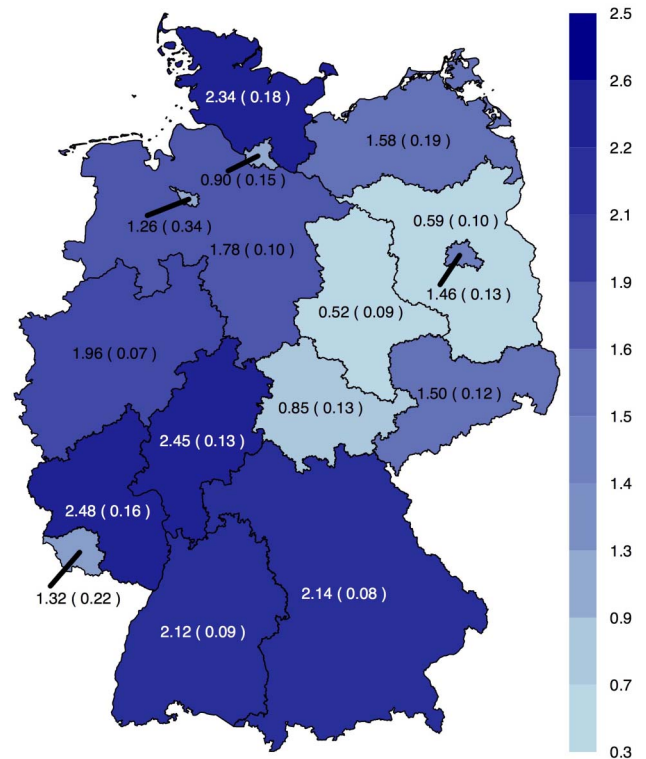 2.34 ( 0.18 )
1.58 ( 0.19 )
0.90 ( 0.15 )
1.26 ( 0.34 )
1.78 ( 0.10 )
0.59 ( 0.10 )
1.46 ( 0.13 )
0.52 ( 0.09 )
1.96 ( 0.07 )
0.85 ( 0.13 )
1.50 ( 0.12 )
2.45 ( 0.13 )
2.48 ( 0.16 )
1.32 ( 0.22 )
2.14 ( 0.08 )
2.12 ( 0.09 )
2.5
2.6
2.2
2.1
1.9
1.6
1.5
1.3
0.9
0.7
0.3